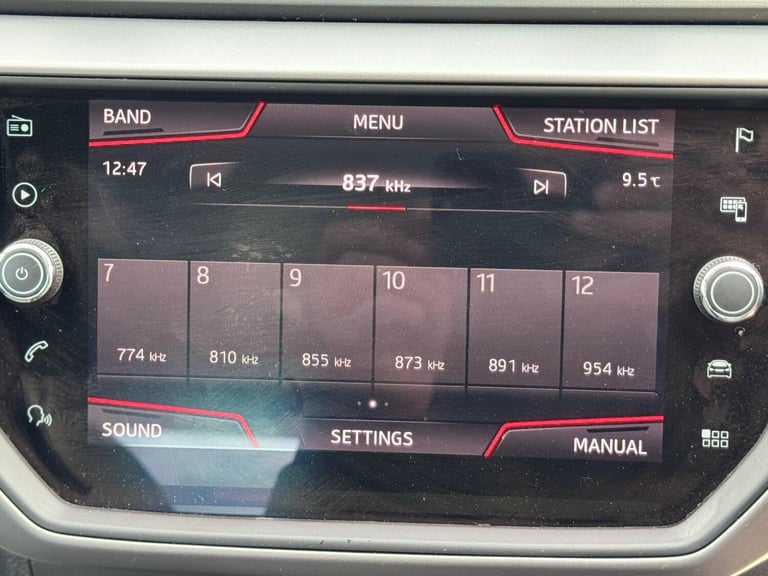 BAND MENU STATION LIST
12:47 837 kHz 9.5℃
7 8 9 10 11 12
774 kHz 810 kHz 855 kHz 873 kHz 891 kHz 954 kHz
SOUND SETTINGS MANUAL